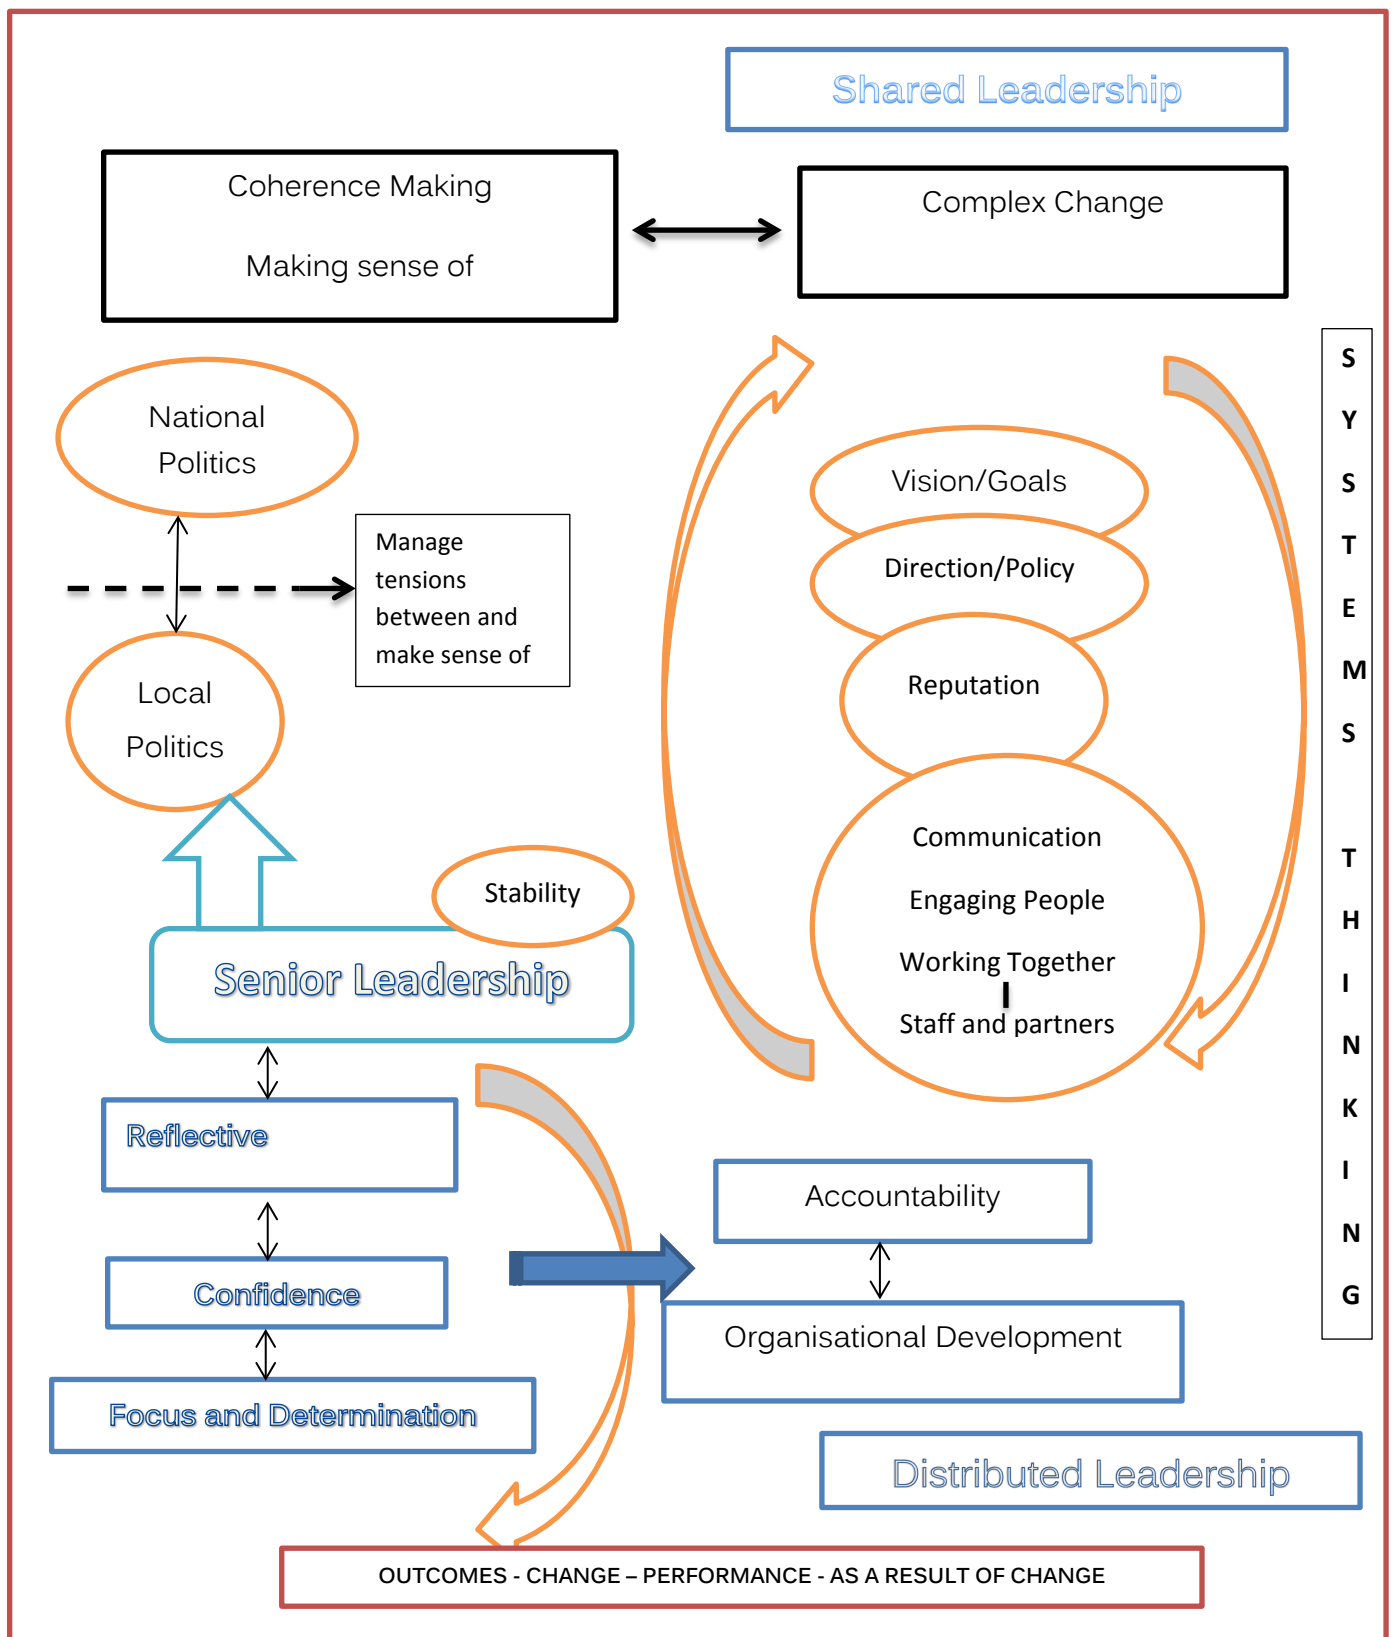 Shared Leadership
Coherence Making
Making sense of
Complex Change
National
Politics
Manage
tensions
between and
make sense of
Local
Politics
Stability
Senior Leadership
Vision/Goals
Direction/Policy
Reputation
Communication
Engaging People
Working Together
Staff and partners
S
Y
S
T
E
M
S
T
H
I
N
K
I
N
G
Reflective
Confidence
Focus and Determination
Accountability
Organisational Development
Distributed Leadership
OUTCOMES - CHANGE – PERFORMANCE - AS A RESULT OF CHANGE